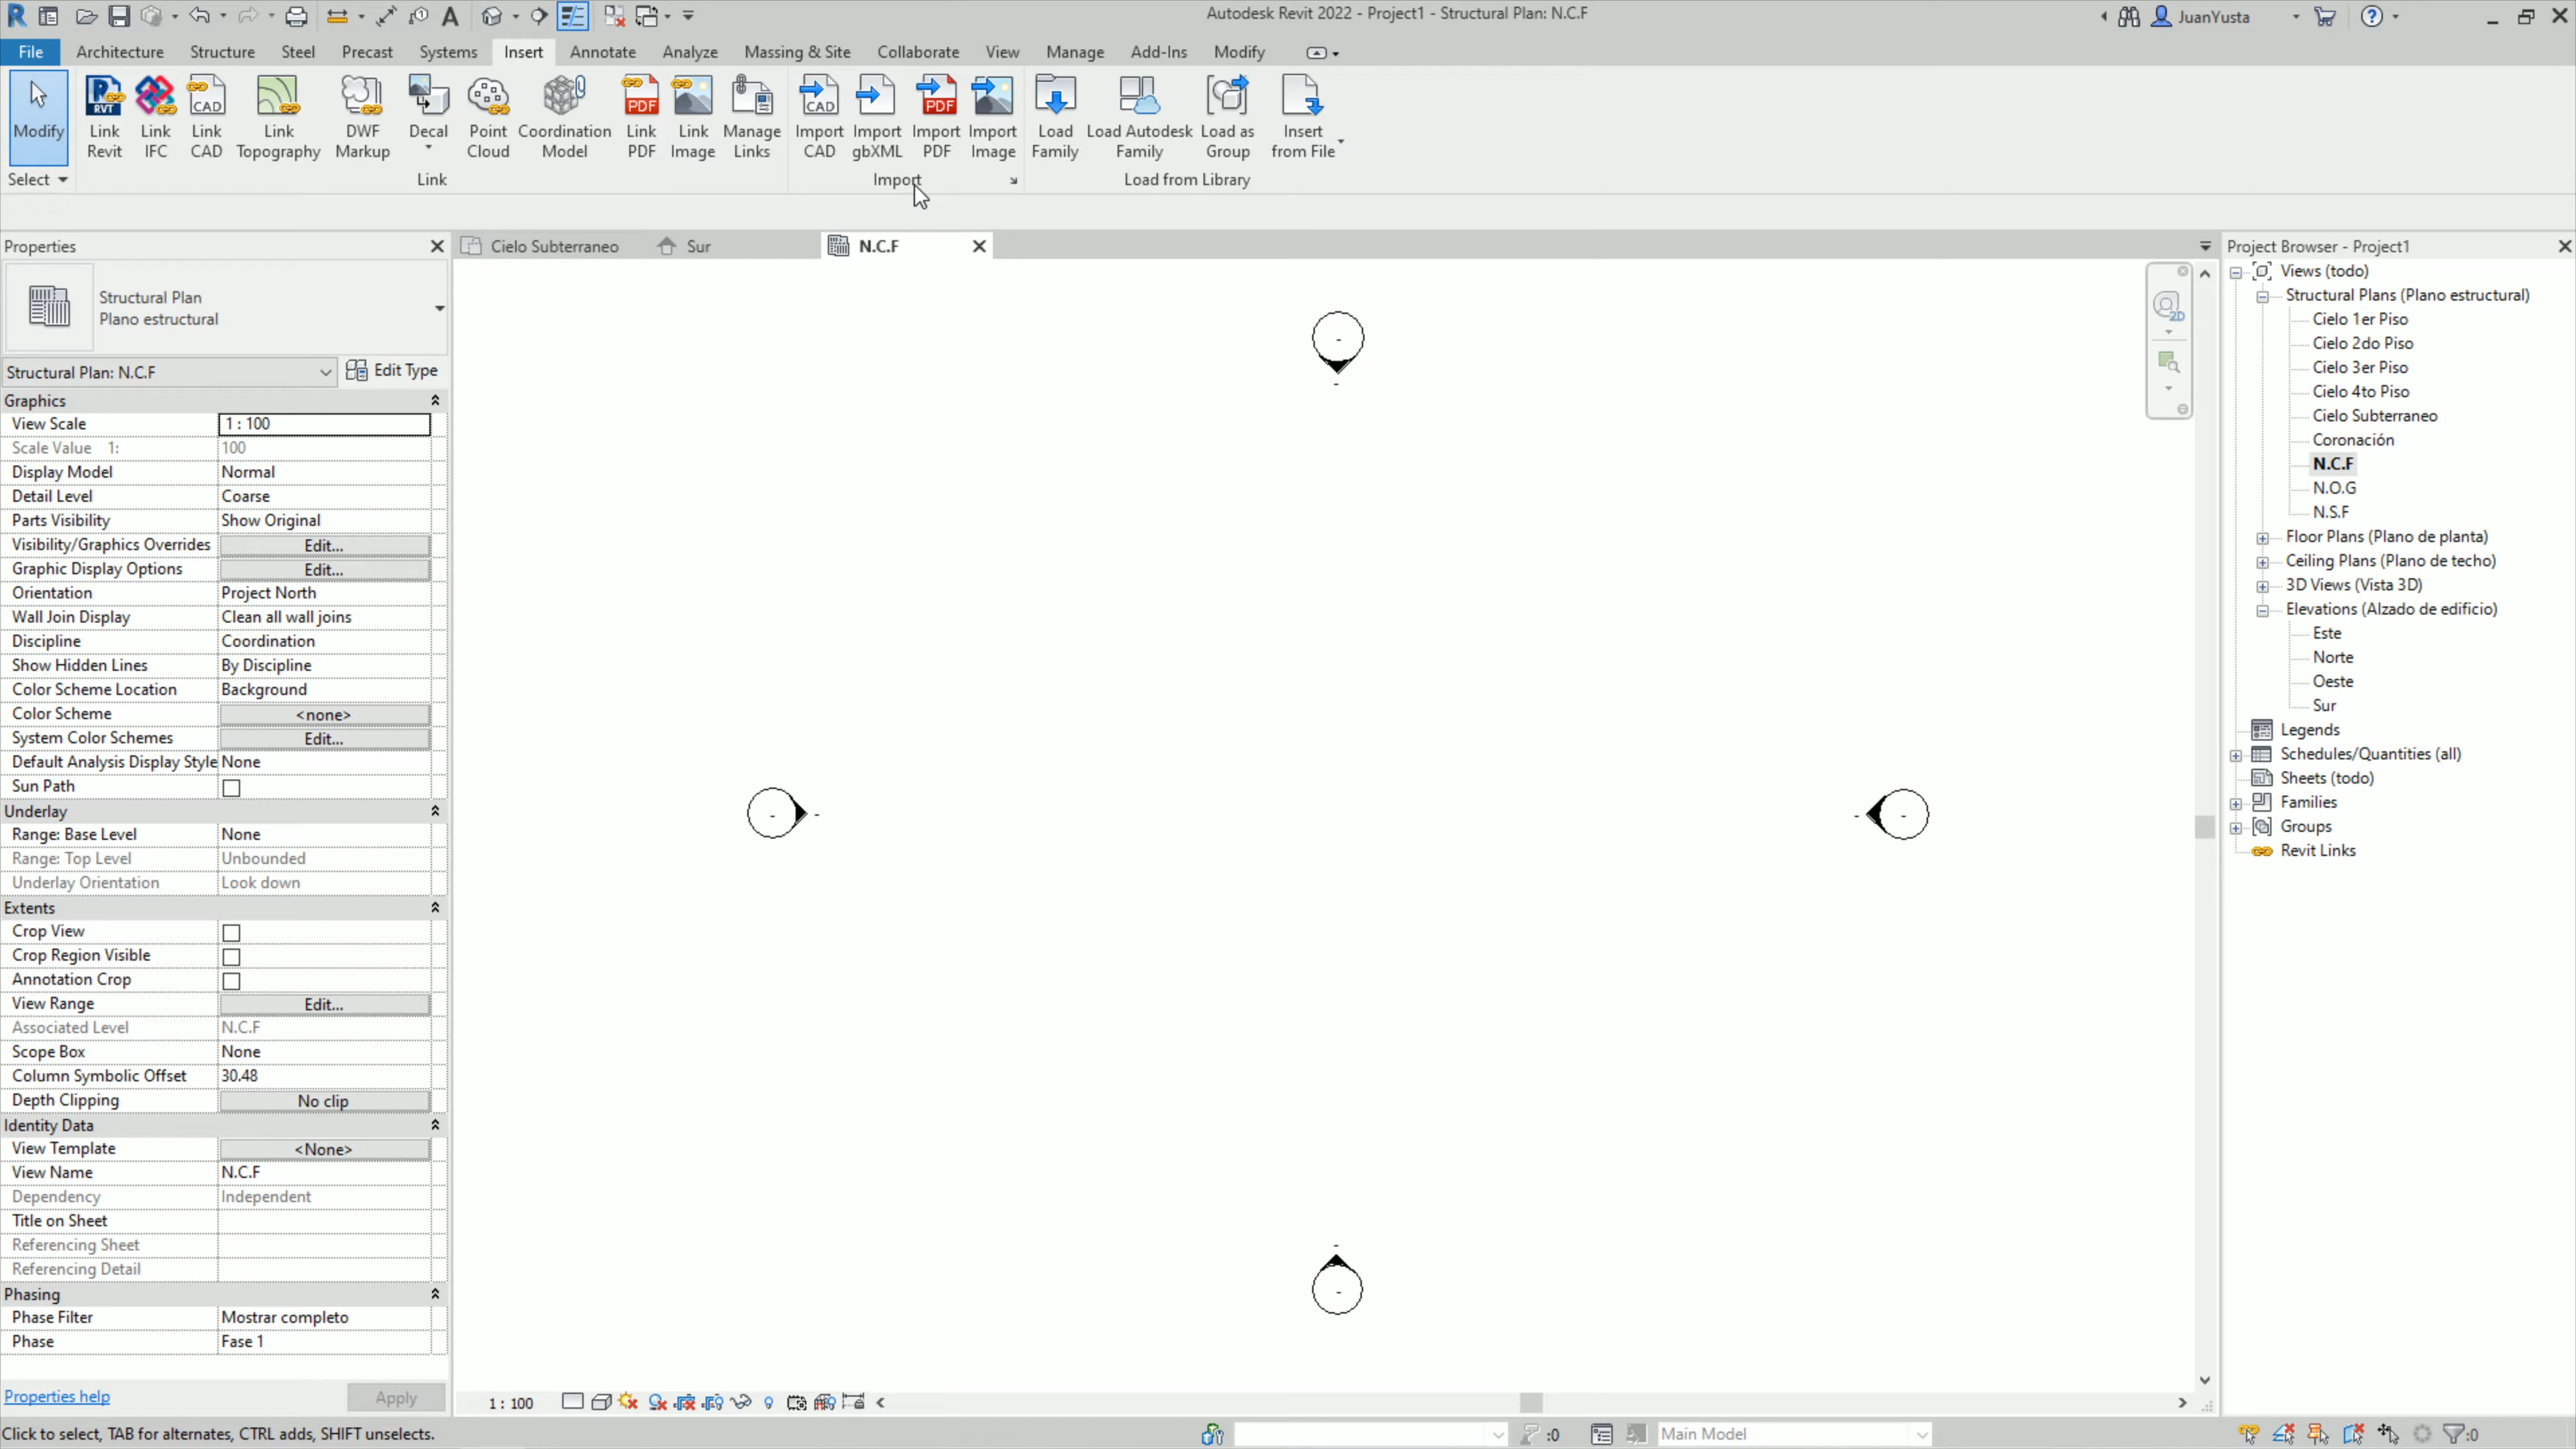 Autodesk Revit 2022 - Project1 - Structural Plan: N.C.F
JuanYusta
File Architecture Structure Steel Precast Systems Insert Annotate Analyze Massing & Site Collaborate View Manage Add-Ins Modify
Modify
Link Revit
Link IFC
Link CAD
Link Topography
DWF Markup
Decal
Point Cloud
Coordination Model
Link PDF
Link Image
Manage Links
Import CAD
Import gbXML
Import PDF
Import Image
Load Family
Load Autodesk Family
Load as Group
Insert from File
Select
Link
Import
Load from Library
Properties
Structural Plan
Plano estructural
Structural Plan: N.C.F
Edit Type
Graphics
View Scale 1 : 100
Scale Value 1: 100
Display Model Normal
Detail Level Coarse
Parts Visibility Show Original
Visibility/Graphics Overrides Edit...
Graphic Display Options Edit...
Orientation Project North
Wall Join Display Clean all wall joins
Discipline Coordination
Show Hidden Lines By Discipline
Color Scheme Location Background
Color Scheme <none>
System Color Schemes Edit...
Default Analysis Display Style None
Sun Path
Underlay
Range: Base Level None
Range: Top Level Unbounded
Underlay Orientation Look down
Extents
Crop View
Crop Region Visible
Annotation Crop
View Range Edit...
Associated Level N.C.F
Scope Box None
Column Symbolic Offset 30.48
Depth Clipping No clip
Identity Data
View Template <None>
View Name N.C.F
Dependency Independent
Title on Sheet
Referencing Sheet
Referencing Detail
Phasing
Phase Filter Mostrar completo
Phase Fase 1
Properties help
Apply
Cielo Subterraneo
Sur
N.C.F
2D
1 : 100
Project Browser - Project1
Views (todo)
Structural Plans (Plano estructural)
Cielo 1er Piso
Cielo 2do Piso
Cielo 3er Piso
Cielo 4to Piso
Cielo Subterraneo
Coronación
N.C.F
N.O.G
N.S.F
Floor Plans (Plano de planta)
Ceiling Plans (Plano de techo)
3D Views (Vista 3D)
Elevations (Alzado de edificio)
Este
Norte
Oeste
Sur
Legends
Schedules/Quantities (all)
Sheets (todo)
Families
Groups
Revit Links
Click to select, TAB for alternates, CTRL adds, SHIFT unselects.
:0
Main Model
:0